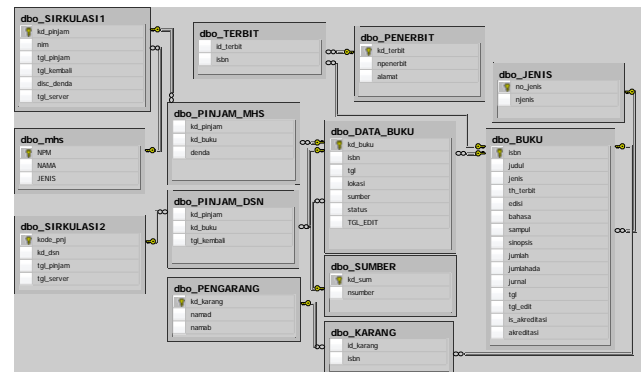 dbo_SIRKULASI1
kd_pinjam
nim
tgl_pinjam
tgl_kembali
disc_denda
tgl_server
dbo_mhs
NPM
NAMA
JENIS
dbo_SIRKULASI2
kode_pnj
kd_dsn
tgl_pinjam
tgl_server
dbo_TERBIT
id_terbit
isbn
dbo_PINJAM_MHS
kd_pinjam
kd_buku
denda
dbo_PINJAM_DSN
kd_pinjam
kd_buku
tgl_kembali
dbo_PENGARANG
kd_karang
namad
namab
dbo_PENERBIT
kd_terbit
npenerbit
alamat
dbo_DATA_BUKU
kd_buku
isbn
tgl
lokasi
sumber
status
TGL_EDIT
dbo_SUMBER
kd_sum
nsumber
dbo_KARANG
id_karang
isbn
dbo_JENIS
no_jenis
njenis
dbo_BUKU
isbn
judul
jenis
th_terbit
edisi
bahasa
sampul
sinopsis
jumlah
jumlahada
jurnal
tgl
tgl_edit
is_akreditasi
akreditasi